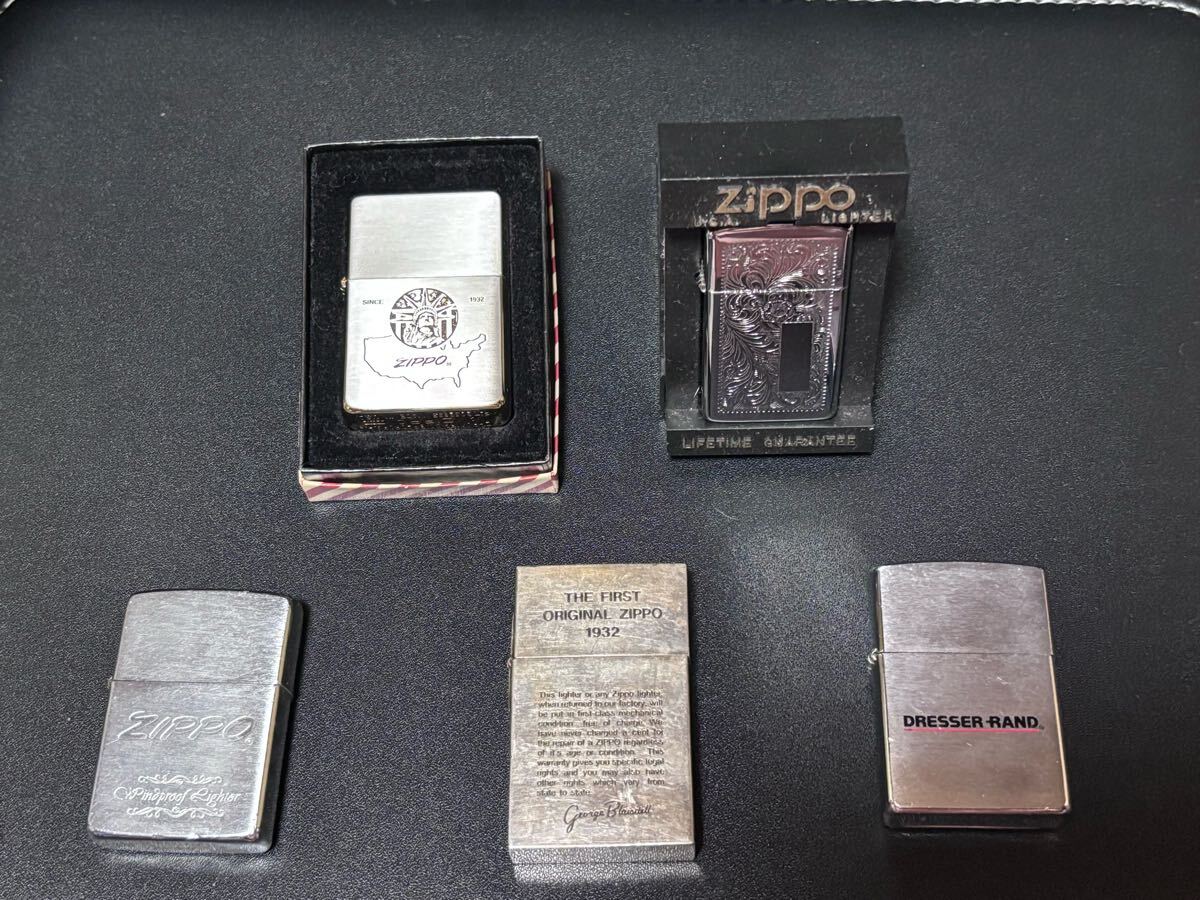 SINCE 1932
ZIPPO
Zippo
U.S.A. LIGHTER
LIFETIME GUARANTEE
ZIPPO
Windproof Lighter
THE FIRST
ORIGINAL ZIPPO
1932
This lighter or any Zippo lighter,
when returned to our factory, will
be put in first-class mechanical
condition free of charge. We
have never charged a cent for
the repair of a ZIPPO regardless
of it's age or condition. This
warranty gives you specific legal
rights and you may also have
other rights which vary from
state to state.
George Blaisdell
DRESSER-RAND®